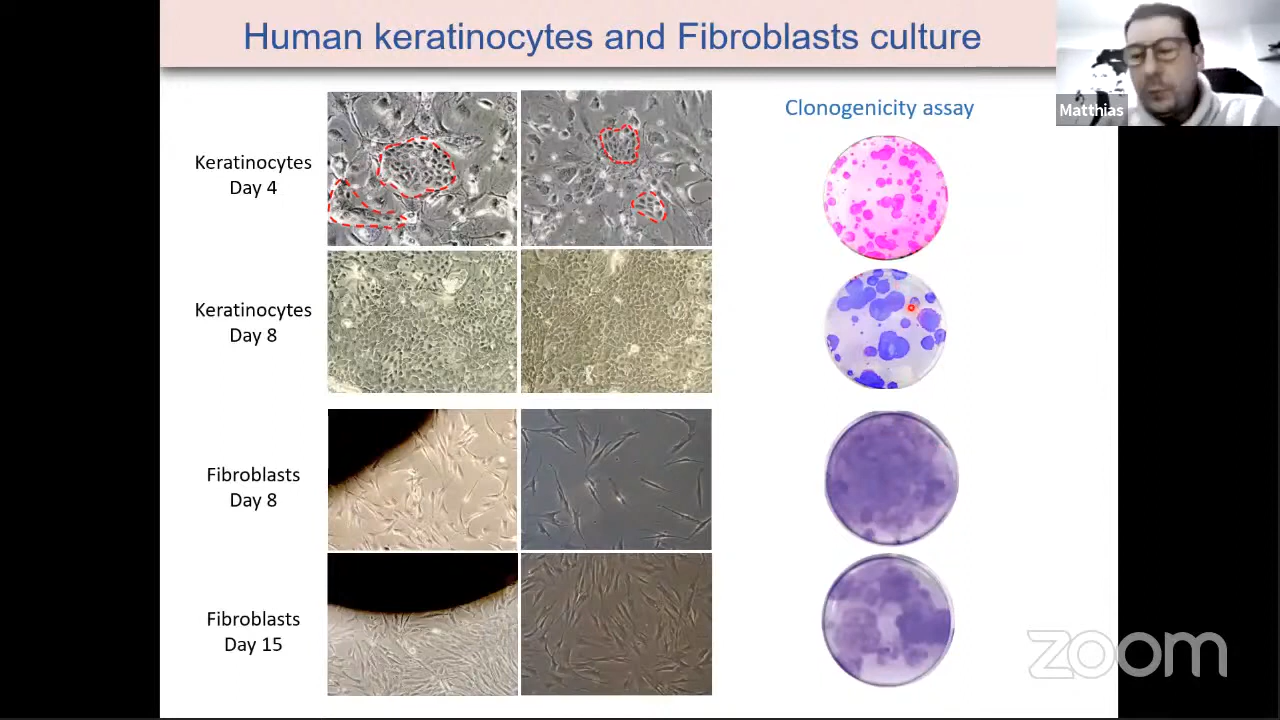 Human keratinocytes and Fibroblasts culture
Matthias
Clonogenicity assay
Keratinocytes
Day 4
Keratinocytes
Day 8
Fibroblasts
Day 8
Fibroblasts
Day 15
zoom